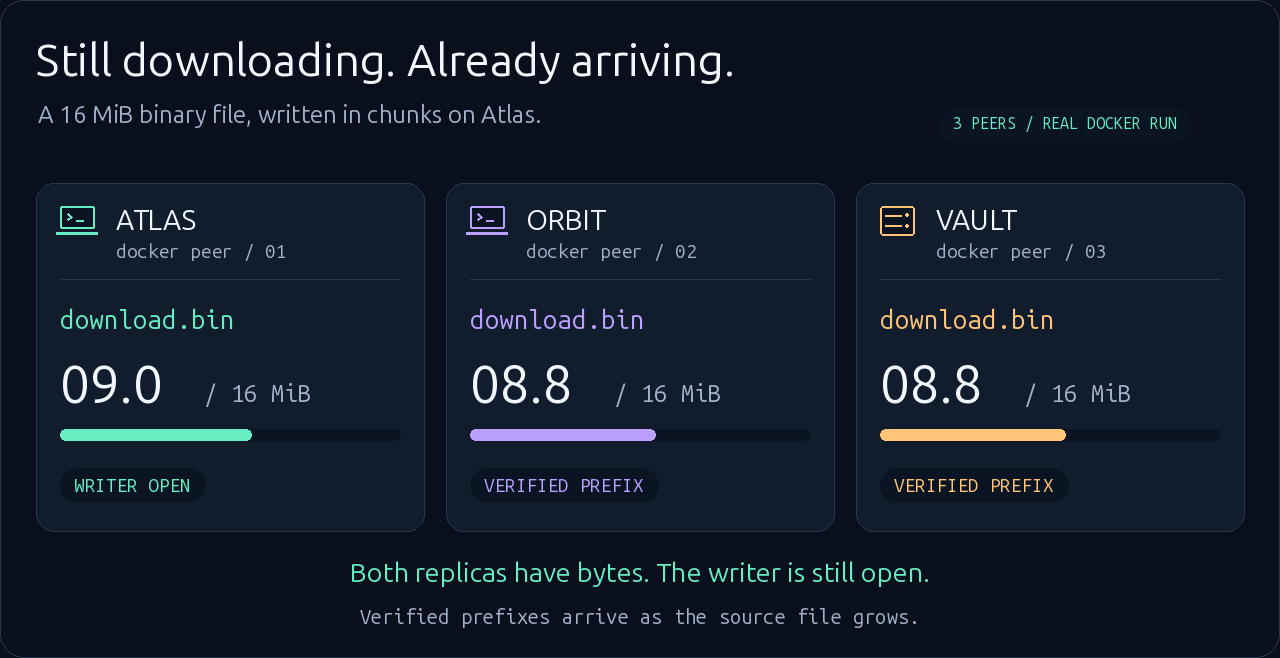 Still downloading. Already arriving.
A 16 MiB binary file, written in chunks on Atlas.
3 PEERS / REAL DOCKER RUN
ATLAS
docker peer / 01
download.bin
09.0 / 16 MiB
WRITER OPEN
ORBIT
docker peer / 02
download.bin
08.8 / 16 MiB
VERIFIED PREFIX
VAULT
docker peer / 03
download.bin
08.8 / 16 MiB
VERIFIED PREFIX
Both replicas have bytes. The writer is still open.
Verified prefixes arrive as the source file grows.